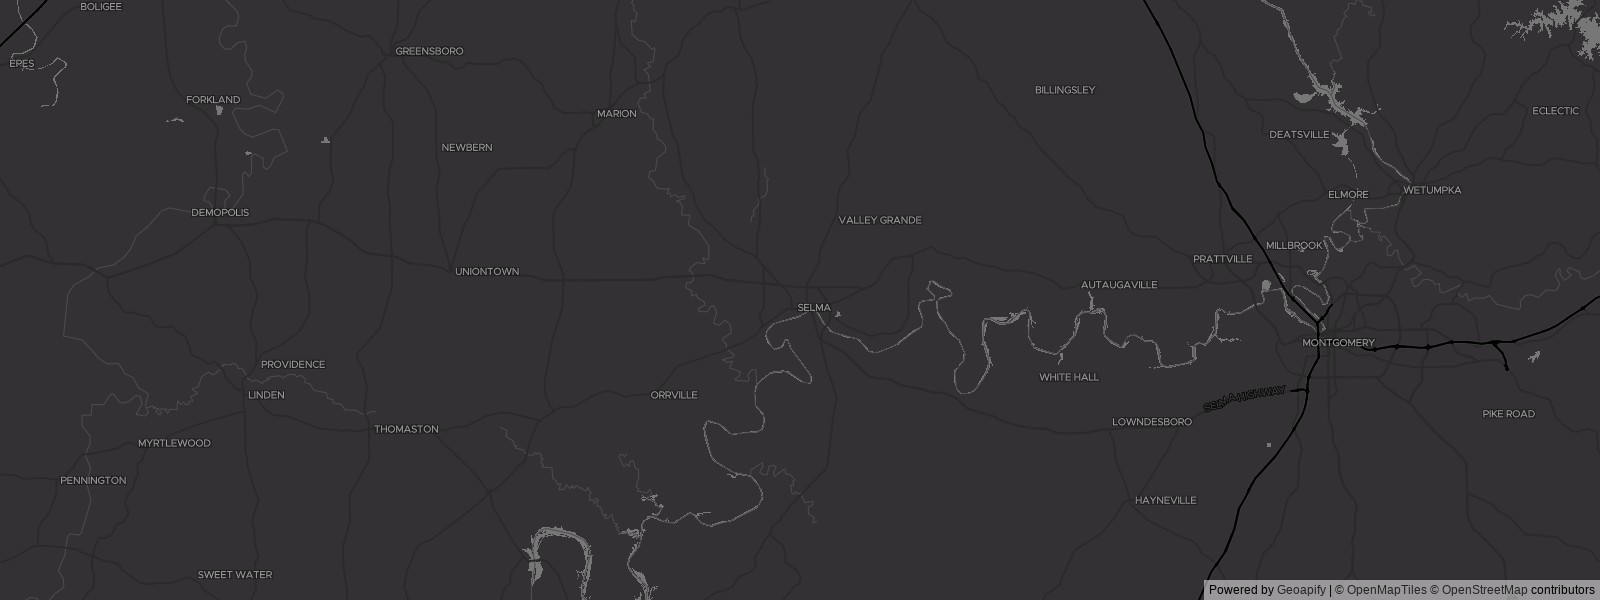 BOLIGEE
GREENSBORO
EPES
BILLINGSLEY
FORKLAND
MARION
ECLECTIC
DEATSVILLE
NEWBERN
ELMORE
WETUMPKA
DEMOPOLIS
VALLEY GRANDE
MILLBROOK
PRATTVILLE
UNIONTOWN
AUTAUGAVILLE
SELMA
MONTGOMERY
PROVIDENCE
WHITE HALL
LINDEN
ORRVILLE
SELMA HIGHWAY
PIKE ROAD
LOWNDESBORO
THOMASTON
MYRTLEWOOD
PENNINGTON
HAYNEVILLE
SWEET WATER
Powered by Geoapify | © OpenMapTiles © OpenStreetMap contributors